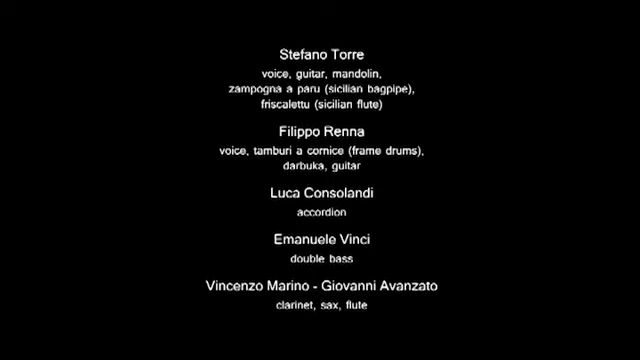 Stefano Torre
voice, guitar, mandolin,
zampogna a paru (sicilian bagpipe),
friscalettu (sicilian flute)
Filippo Renna
voice, tamburi a cornice (frame drums),
darbuka, guitar
Luca Consolandi
accordion
Emanuele Vinci
double bass
Vincenzo Marino - Giovanni Avanzato
clarinet, sax, flute